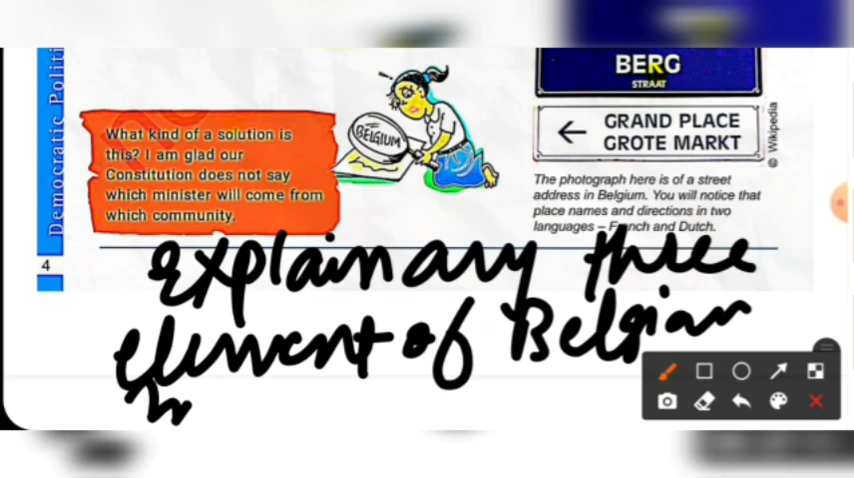 Democratic Politi
BERG
STRAAT
← GRAND PLACE
GROTE MARKT
© Wikipedia
BELGIUM
What kind of a solution is
this? I am glad our
Constitution does not say
which minister will come from
which community.
The photograph here is of a street
address in Belgium. You will notice that
place names and directions in two
languages – French and Dutch.
4
Explain any three
element of Belgian